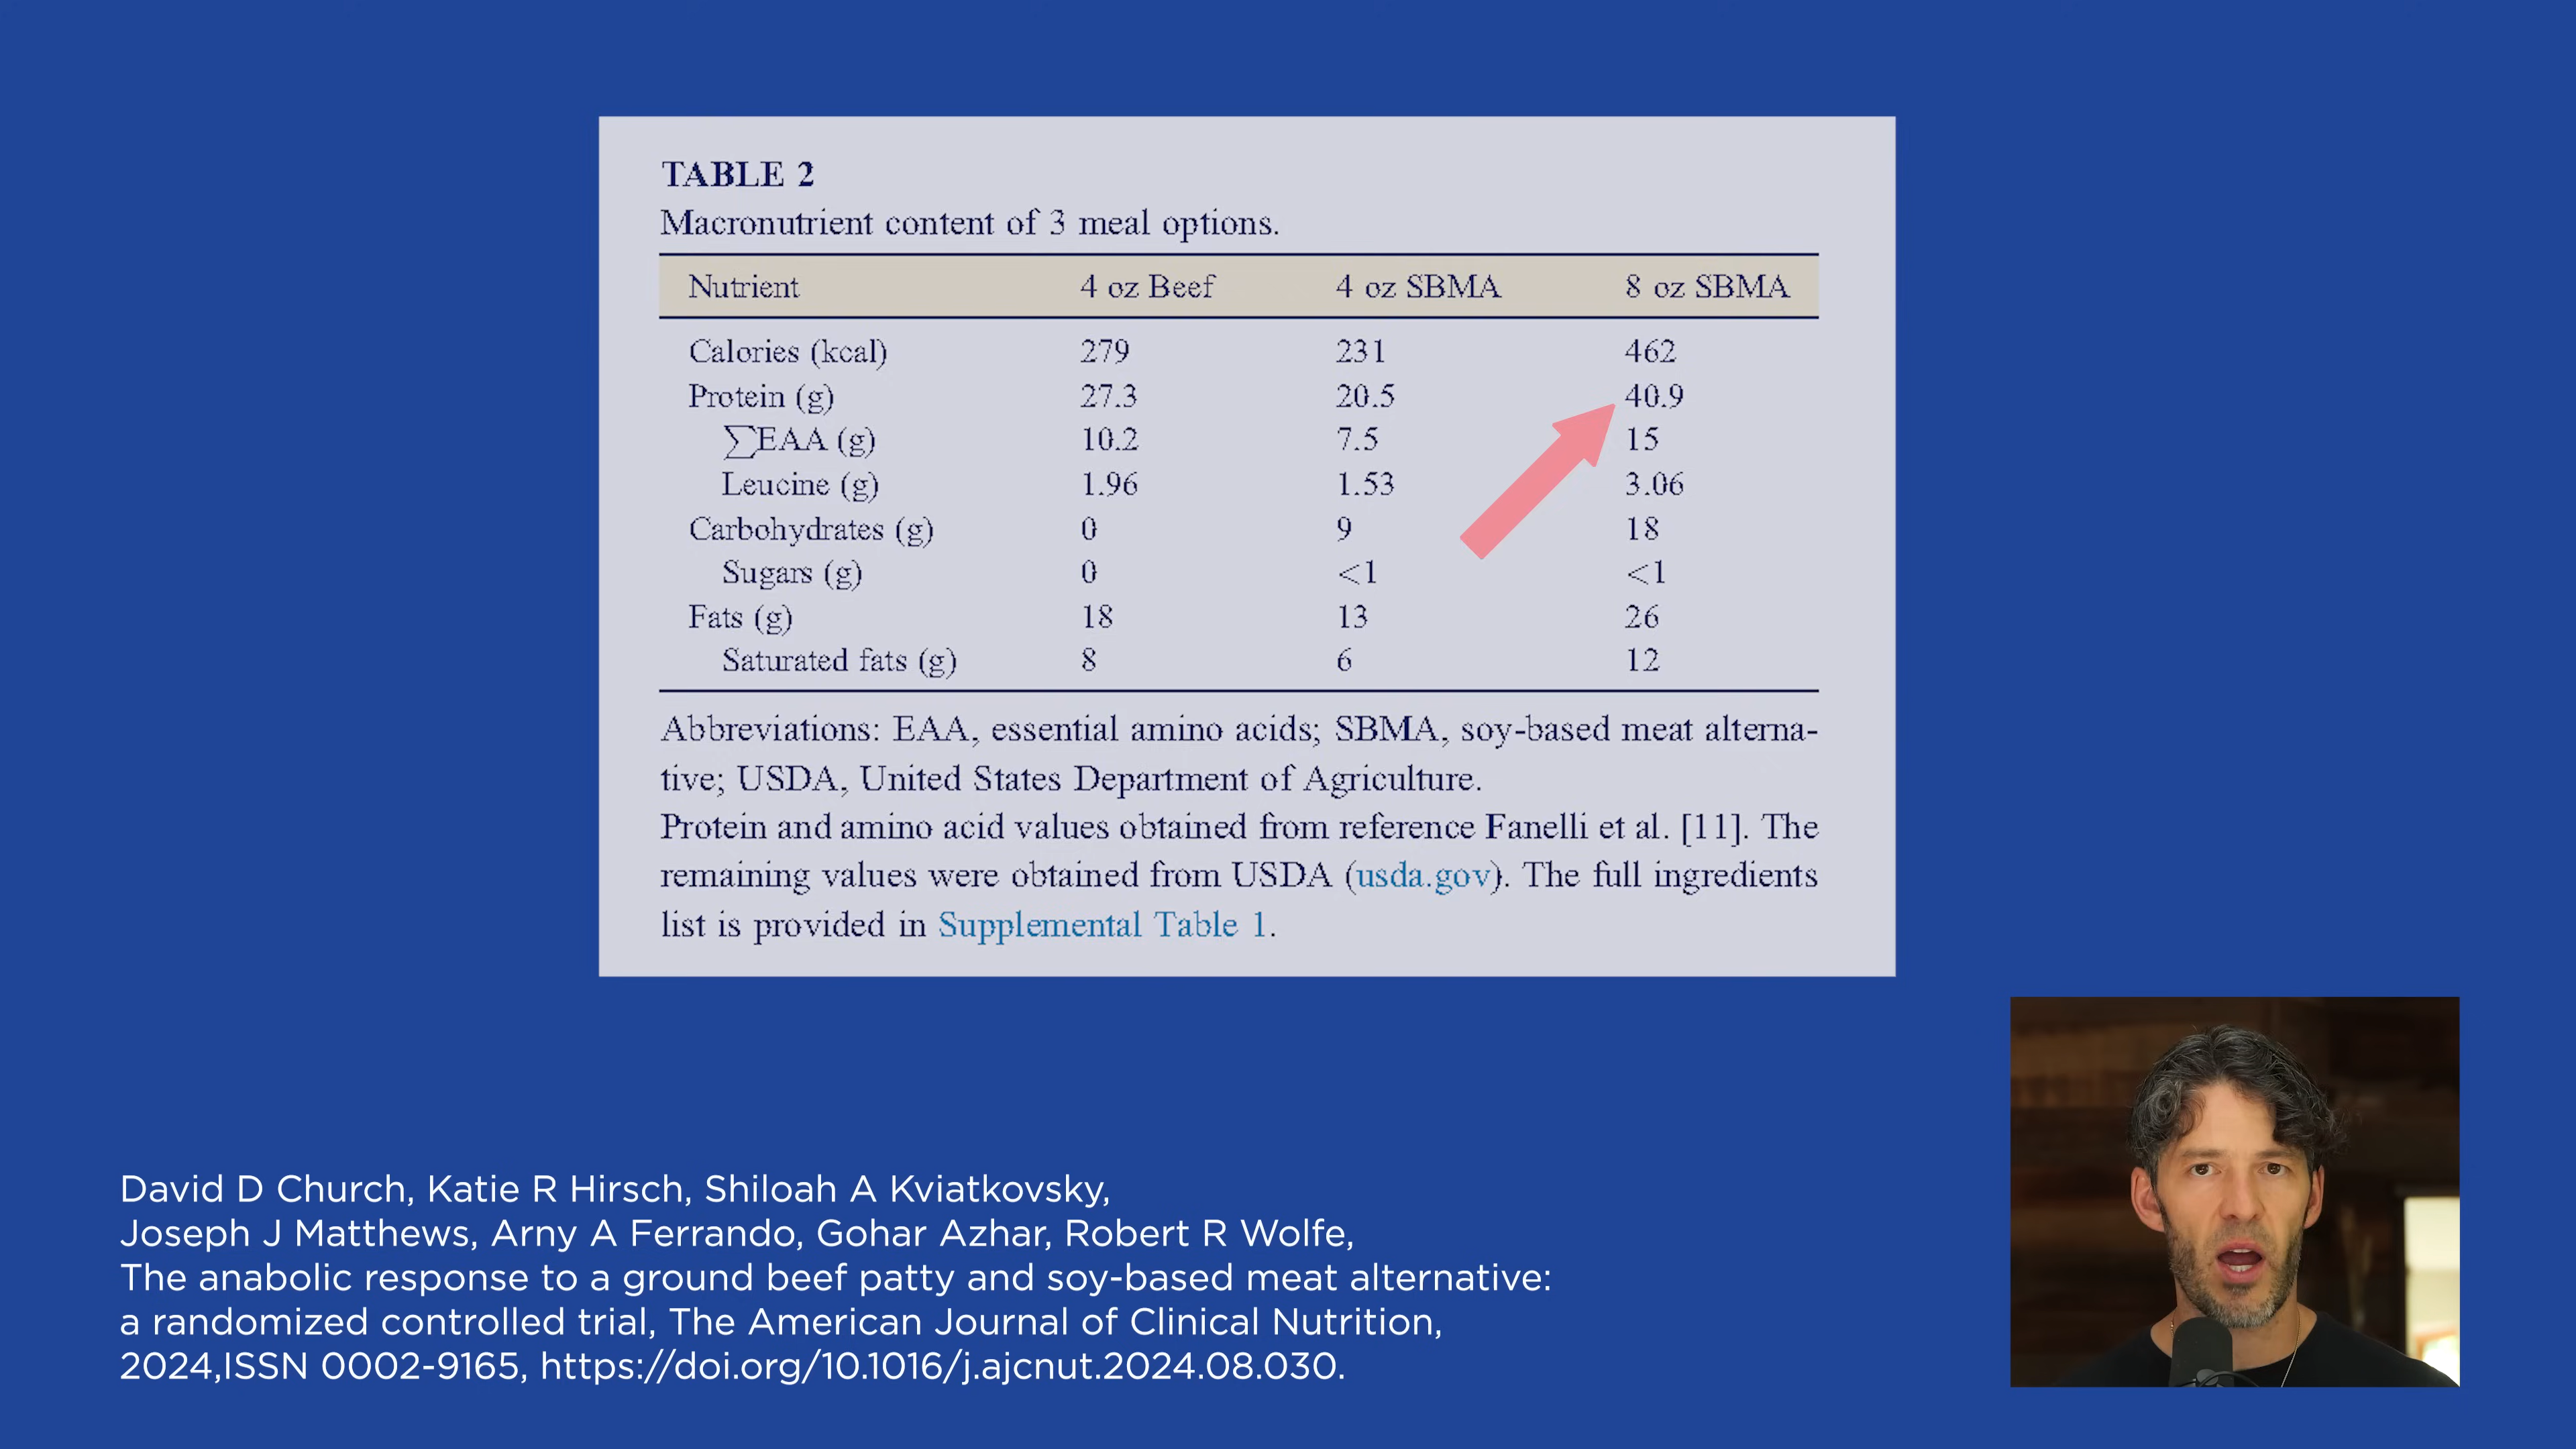 TABLE 2
Macronutrient content of 3 meal options.
Nutrient 4 oz Beef 4 oz SBMA 8 oz SBMA
Calories (kcal) 279 231 462
Protein (g) 27.3 20.5 40.9
∑EAA (g) 10.2 7.5 15
Leucine (g) 1.96 1.53 3.06
Carbohydrates (g) 0 9 18
Sugars (g) 0 <1 <1
Fats (g) 18 13 26
Saturated fats (g) 8 6 12
Abbreviations: EAA, essential amino acids; SBMA, soy-based meat alterna-
tive; USDA, United States Department of Agriculture.
Protein and amino acid values obtained from reference Fanelli et al. [11]. The
remaining values were obtained from USDA (usda.gov). The full ingredients
list is provided in Supplemental Table 1.
David D Church, Katie R Hirsch, Shiloah A Kviatkovsky,
Joseph J Matthews, Arny A Ferrando, Gohar Azhar, Robert R Wolfe,
The anabolic response to a ground beef patty and soy-based meat alternative:
a randomized controlled trial, The American Journal of Clinical Nutrition,
2024,ISSN 0002-9165, https://doi.org/10.1016/j.ajcnut.2024.08.030.